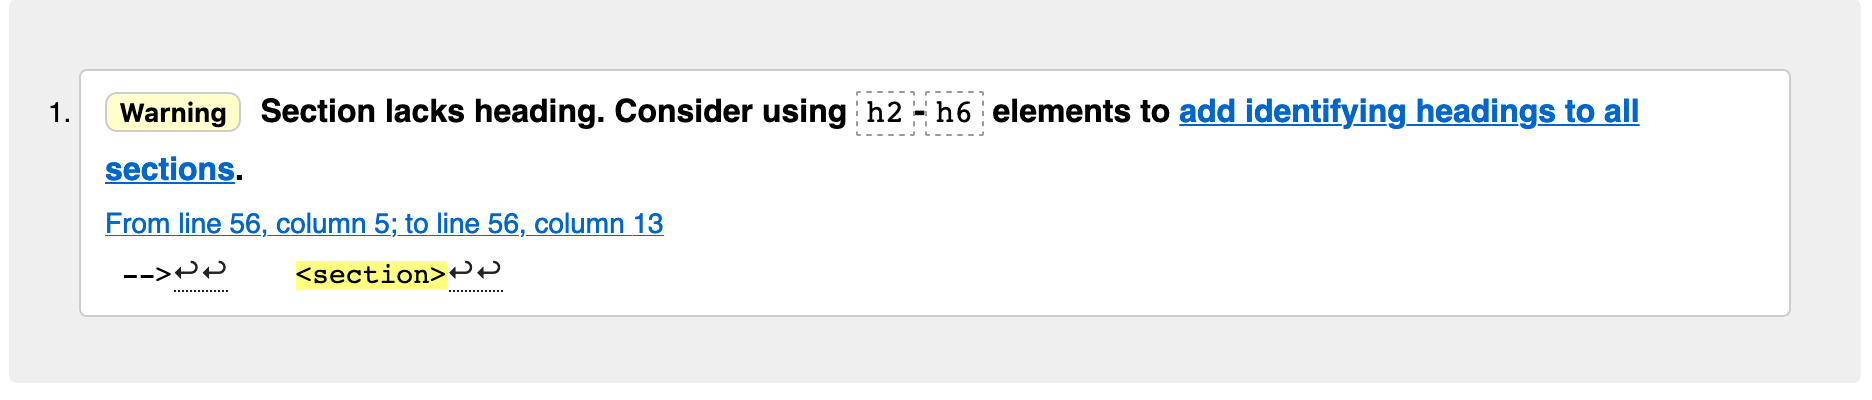 1. Warning Section lacks heading. Consider using h2-h6 elements to add identifying headings to all
sections.
From line 56, column 5; to line 56, column 13
-->↩↩ <section>↩↩